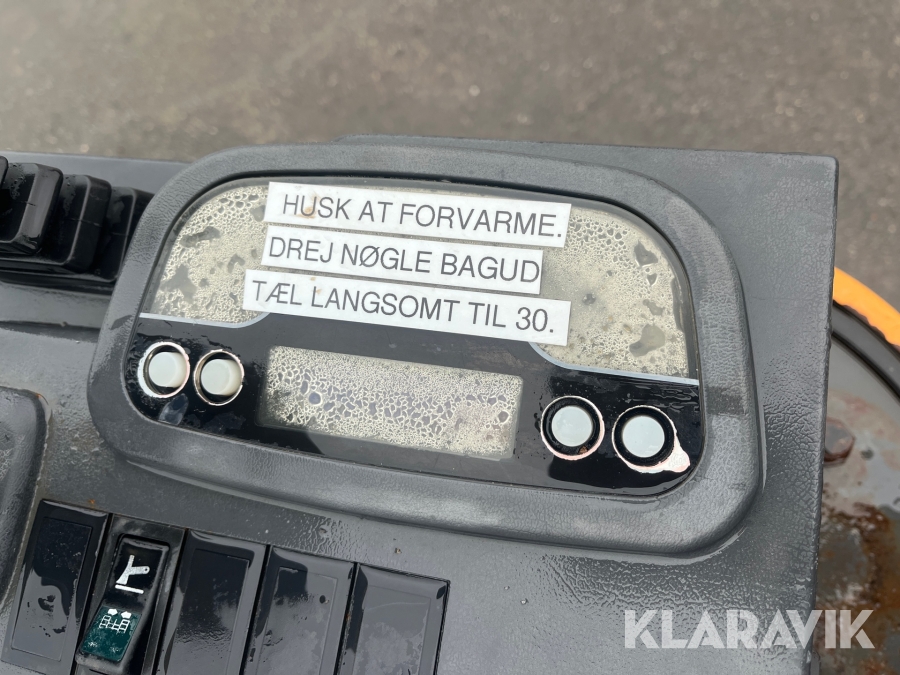 HUSK AT FORVARME.
DREJ NØGLE BAGUD
TÆL LANGSOMT TIL 30.
KLARAVIK